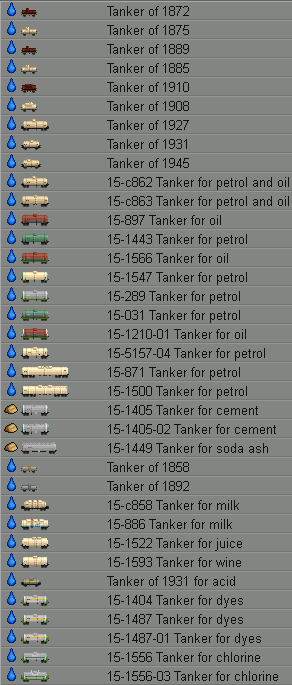 Tanker of 1872
Tanker of 1875
Tanker of 1889
Tanker of 1885
Tanker of 1910
Tanker of 1908
Tanker of 1927
Tanker of 1931
Tanker of 1945
15-c862 Tanker for petrol and oil
15-c863 Tanker for petrol and oil
15-897 Tanker for oil
15-1443 Tanker for petrol
15-1566 Tanker for oil
15-1547 Tanker for petrol
15-289 Tanker for petrol
15-031 Tanker for petrol
15-1210-01 Tanker for oil
15-5157-04 Tanker for petrol
15-871 Tanker for petrol
15-1500 Tanker for petrol
15-1405 Tanker for cement
15-1405-02 Tanker for cement
15-1449 Tanker for soda ash
Tanker of 1858
Tanker of 1892
15-c858 Tanker for milk
15-886 Tanker for milk
15-1522 Tanker for juice
15-1593 Tanker for wine
Tanker of 1931 for acid
15-1404 Tanker for dyes
15-1487 Tanker for dyes
15-1487-01 Tanker for dyes
15-1556 Tanker for chlorine
15-1556-03 Tanker for chlorine